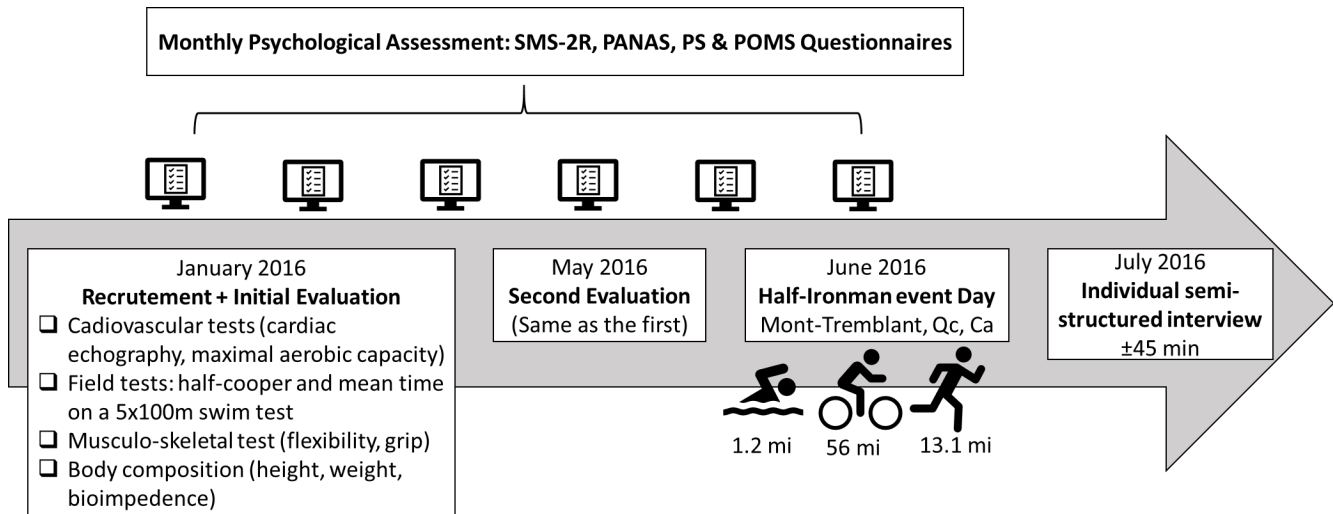 Monthly Psychological Assessment: SMS-2R, PANAS, PS & POMS Questionnaires
January 2016
Recrutement + Initial Evaluation
Cadiovascular tests (cardiac
echography, maximal aerobic capacity)
Field tests: half-cooper and mean time
on a 5x100m swim test
Musculo-skeletal test (flexibility, grip)
Body composition (height, weight,
bioimpedence)
May 2016
Second Evaluation
(Same as the first)
June 2016
Half-Ironman event Day
Mont-Tremblant, Qc, Ca
1.2 mi
56 mi
13.1 mi
July 2016
Individual semi-
structured interview
±45 min